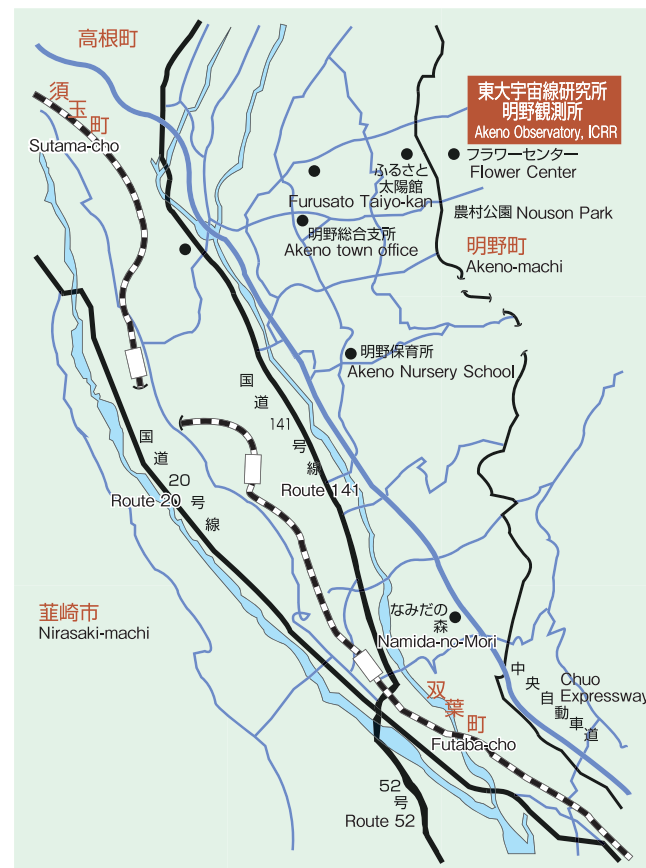 高根町
須玉町
Sutama-cho
東大宇宙線研究所
明野観測所
Akeno Observatory, ICRR
ふるさと
太陽館
Furusato Taiyo-kan
フラワーセンター
Flower Center
農村公園 Nouson Park
明野総合支所
Akeno town office
明野町
Akeno-machi
明野保育所
Akeno Nursery School
国道141号線
Route 141
国道20号線
Route 20
韮崎市
Nirasaki-machi
なみだの
森
Namida-no-Mori
中央自動車道
Chuo
Expressway
双葉町
Futaba-cho
52
号
Route 52